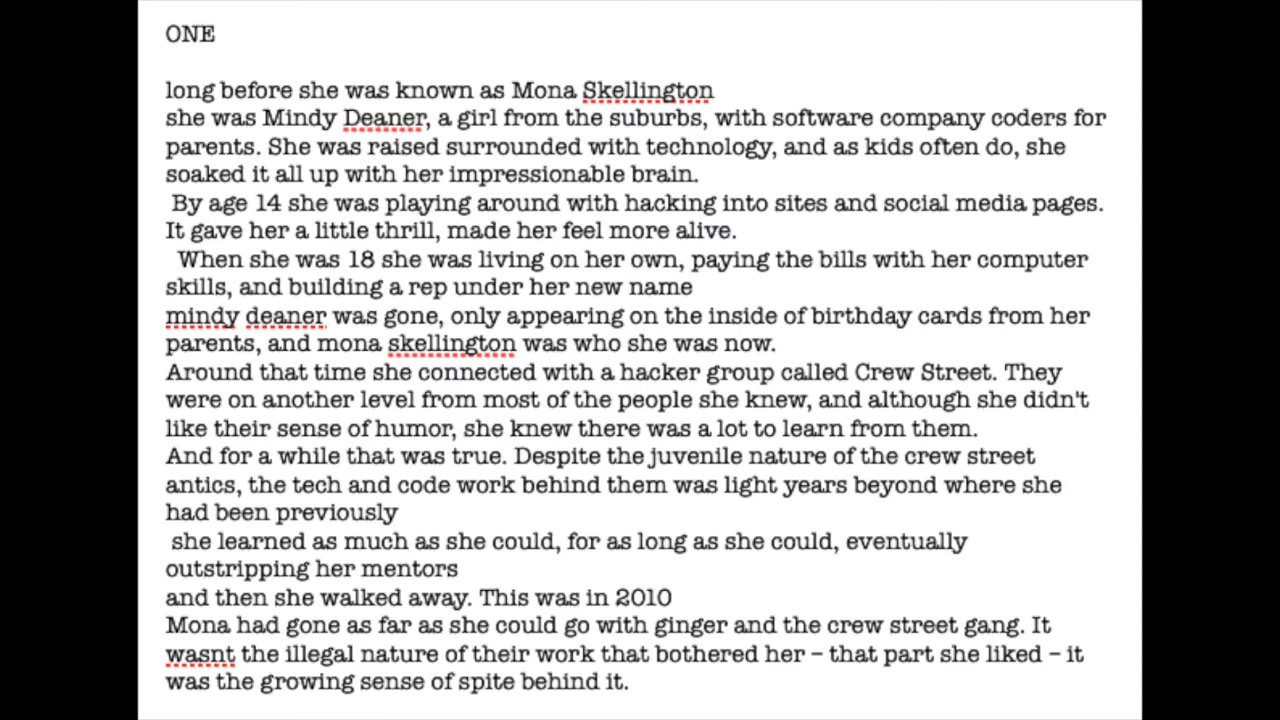 ONE
long before she was known as Mona Skellington
she was Mindy Deaner, a girl from the suburbs, with software company coders for
parents. She was raised surrounded with technology, and as kids often do, she
soaked it all up with her impressionable brain.
By age 14 she was playing around with hacking into sites and social media pages.
It gave her a little thrill, made her feel more alive.
When she was 18 she was living on her own, paying the bills with her computer
skills, and building a rep under her new name
mindy deaner was gone, only appearing on the inside of birthday cards from her
parents, and mona skellington was who she was now.
Around that time she connected with a hacker group called Crew Street. They
were on another level from most of the people she knew, and although she didn't
like their sense of humor, she knew there was a lot to learn from them.
And for a while that was true. Despite the juvenile nature of the crew street
antics, the tech and code work behind them was light years beyond where she
had been previously
she learned as much as she could, for as long as she could, eventually
outstripping her mentors
and then she walked away. This was in 2010
Mona had gone as far as she could go with ginger and the crew street gang. It
wasnt the illegal nature of their work that bothered her – that part she liked – it
was the growing sense of spite behind it.